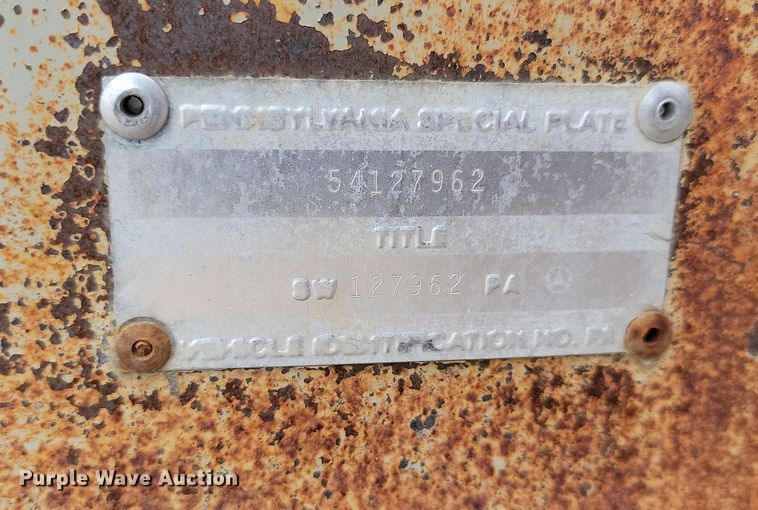 PENNSYLVANIA SPECIAL PLATE
54127962
TITLE
SW 127962 PA
VEHICLE IDENTIFICATION NO. PA
Purple Wave Auction